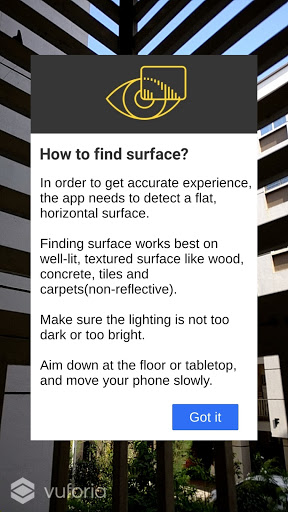 How to find surface?
In order to get accurate experience,
the app needs to detect a flat,
horizontal surface.
Finding surface works best on
well-lit, textured surface like wood,
concrete, tiles and
carpets(non-reflective).
Make sure the lighting is not too
dark or too bright.
Aim down at the floor or tabletop,
and move your phone slowly.
Got it
vuforia